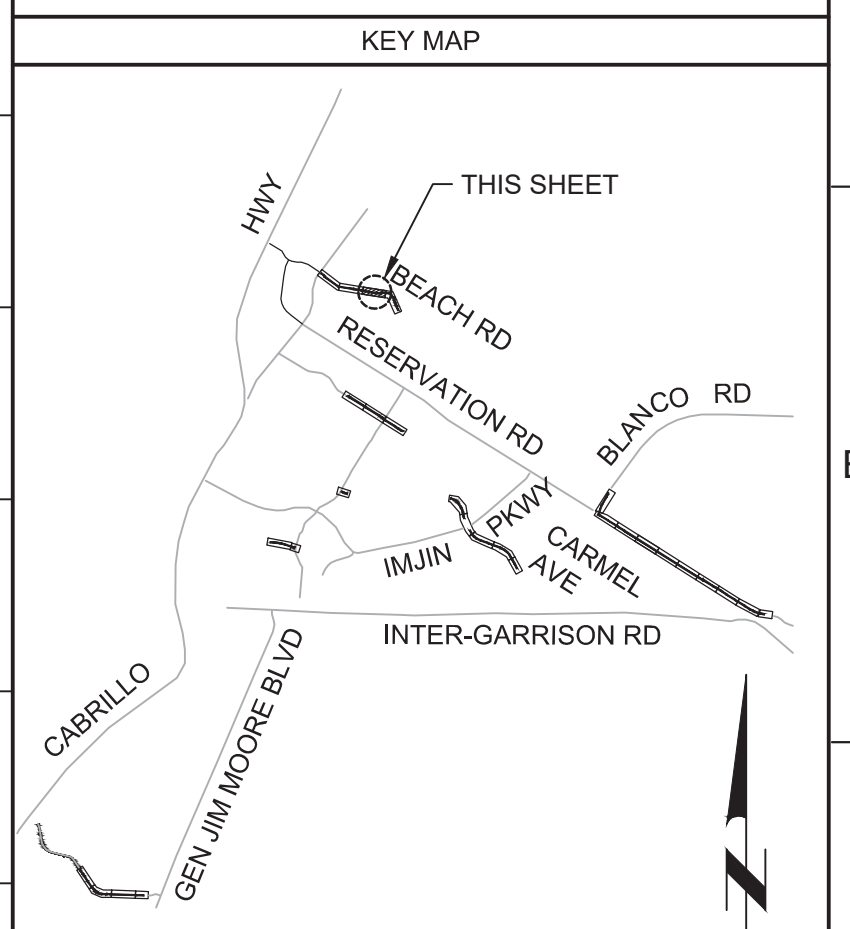 KEY MAP
THIS SHEET
HWY
BEACH RD
RESERVATION RD
BLANCO RD
PKWY
IMJIN
CARMEL
AVE
INTER-GARRISON RD
CABRILLO
GEN JIM MOORE BLVD
N